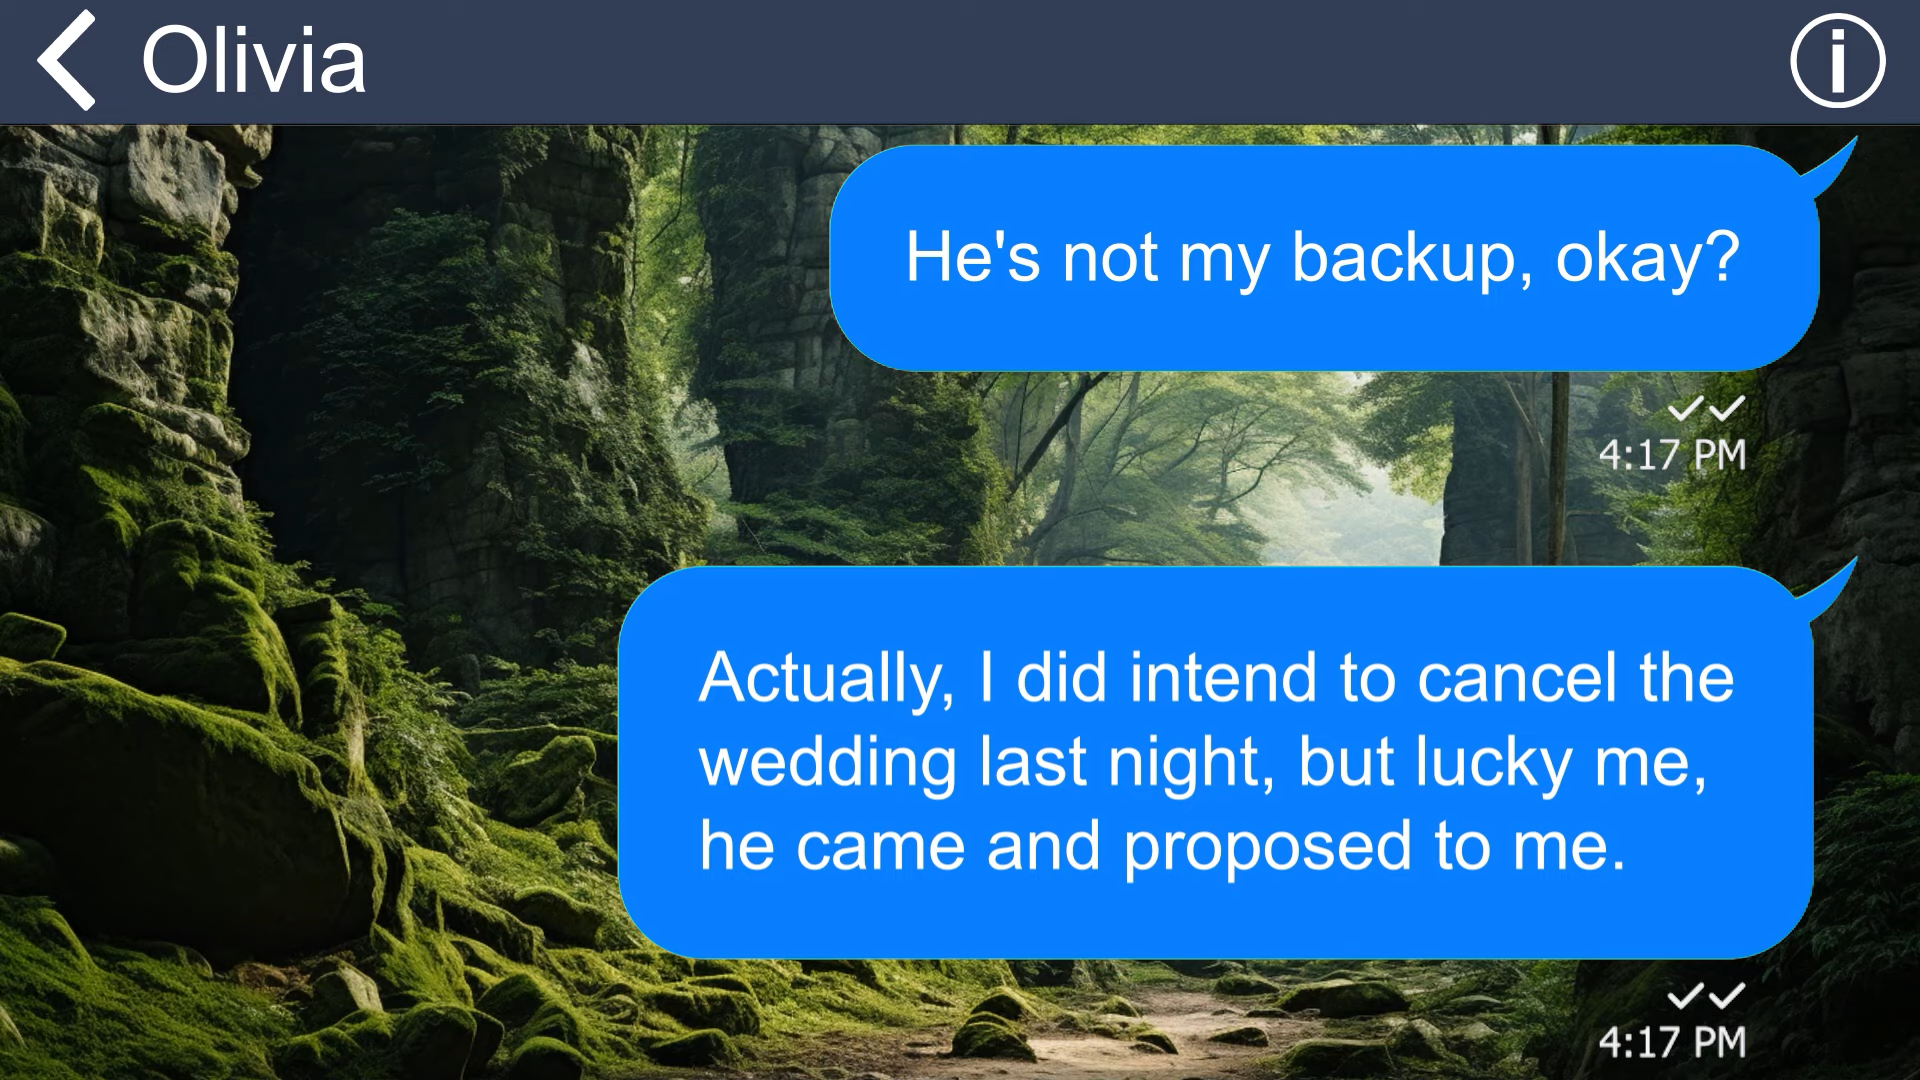 Olivia
He's not my backup, okay?
4:17 PM
Actually, I did intend to cancel the
wedding last night, but lucky me,
he came and proposed to me.
4:17 PM